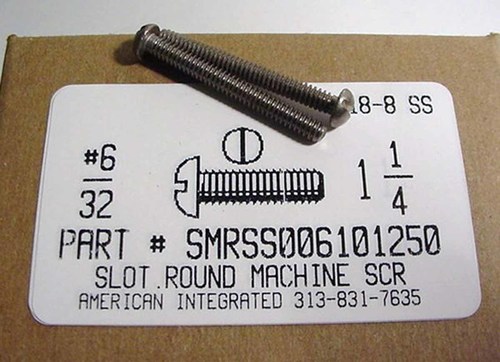 18-8 SS
#6
32
1 1
4
PART # SMRSS006101250
SLOT.ROUND MACHINE SCR
AMERICAN INTEGRATED 313-831-7635